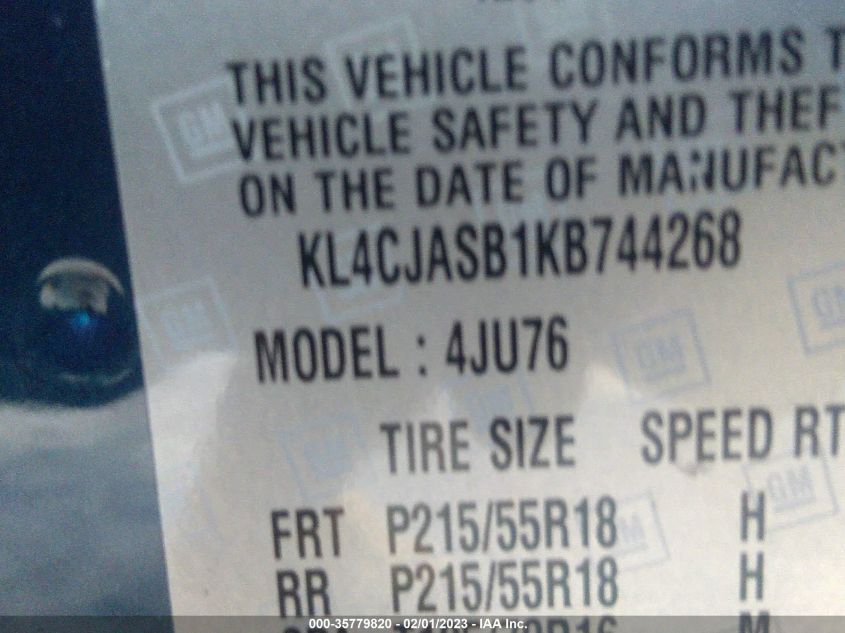 THIS VEHICLE CONFORMS T
VEHICLE SAFETY AND THEF
ON THE DATE OF MANUFACT
KL4CJASB1KB744268
MODEL : 4JU76
TIRE SIZE SPEED RT
FRT P215/55R18 H
RR P215/55R18 H
000-35779820 - 02/01/2023 - IAA Inc.